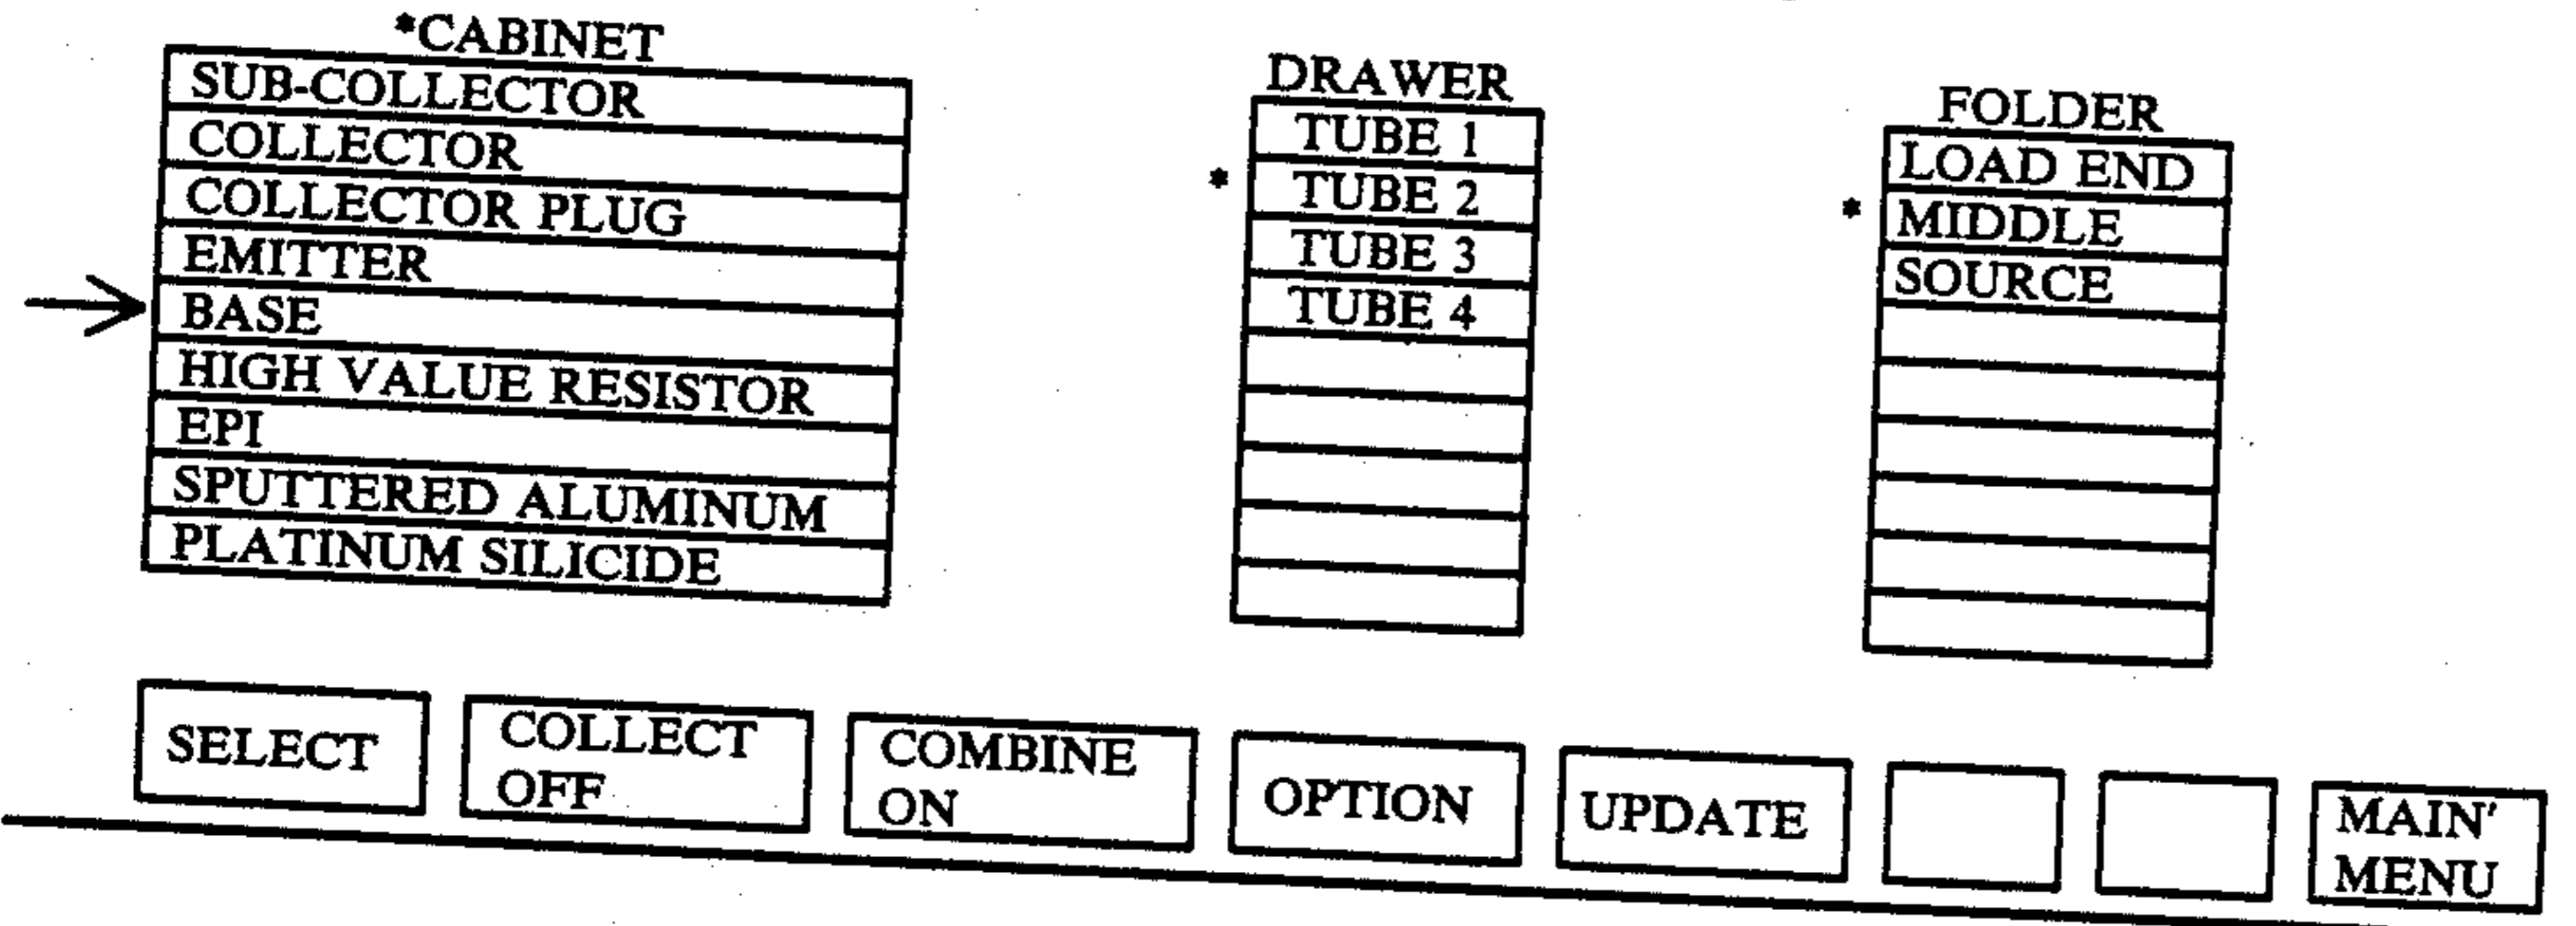 *CABINET
SUB-COLLECTOR
COLLECTOR
COLLECTOR PLUG
EMITTER
BASE
HIGH VALUE RESISTOR
EPI
SPUTTERED ALUMINUM
PLATINUM SILICIDE
DRAWER
TUBE 1
* TUBE 2
TUBE 3
TUBE 4
FOLDER
LOAD END
* MIDDLE
SOURCE
SELECT
COLLECT
OFF
COMBINE
ON
OPTION
UPDATE
MAIN'
MENU